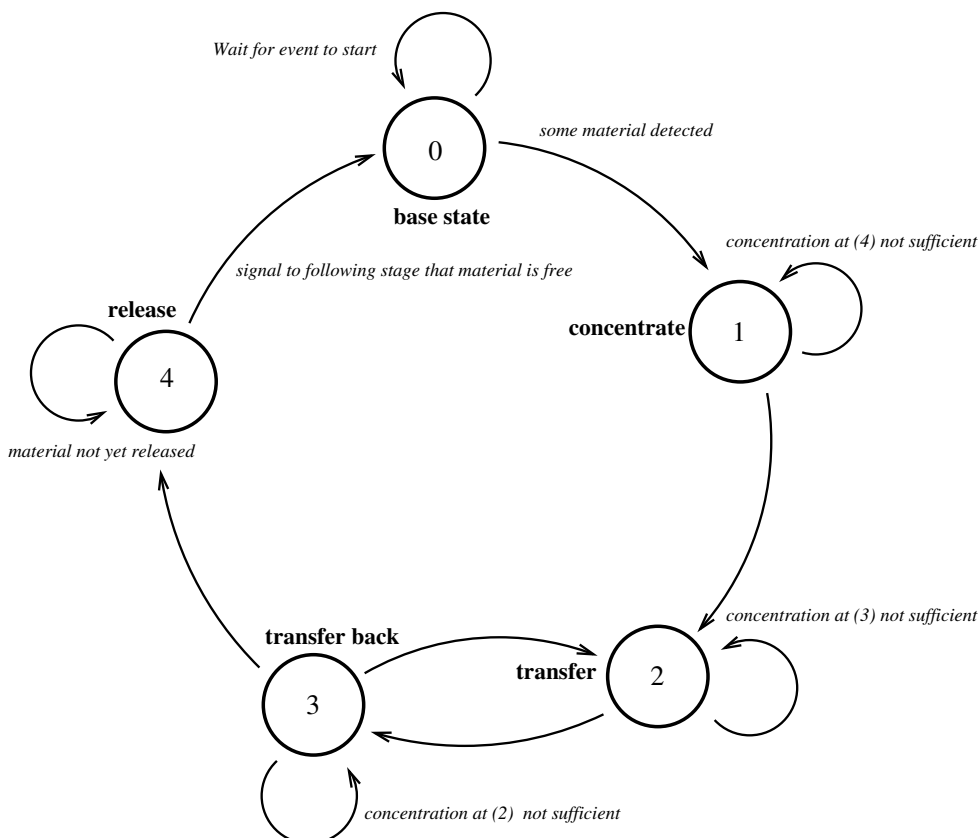 Wait for event to start
0
some material detected
base state
concentration at (4) not sufficient
signal to following stage that material is free
release
concentrate
1
4
material not yet released
concentration at (3) not sufficient
transfer back
transfer
2
3
concentration at (2) not sufficient